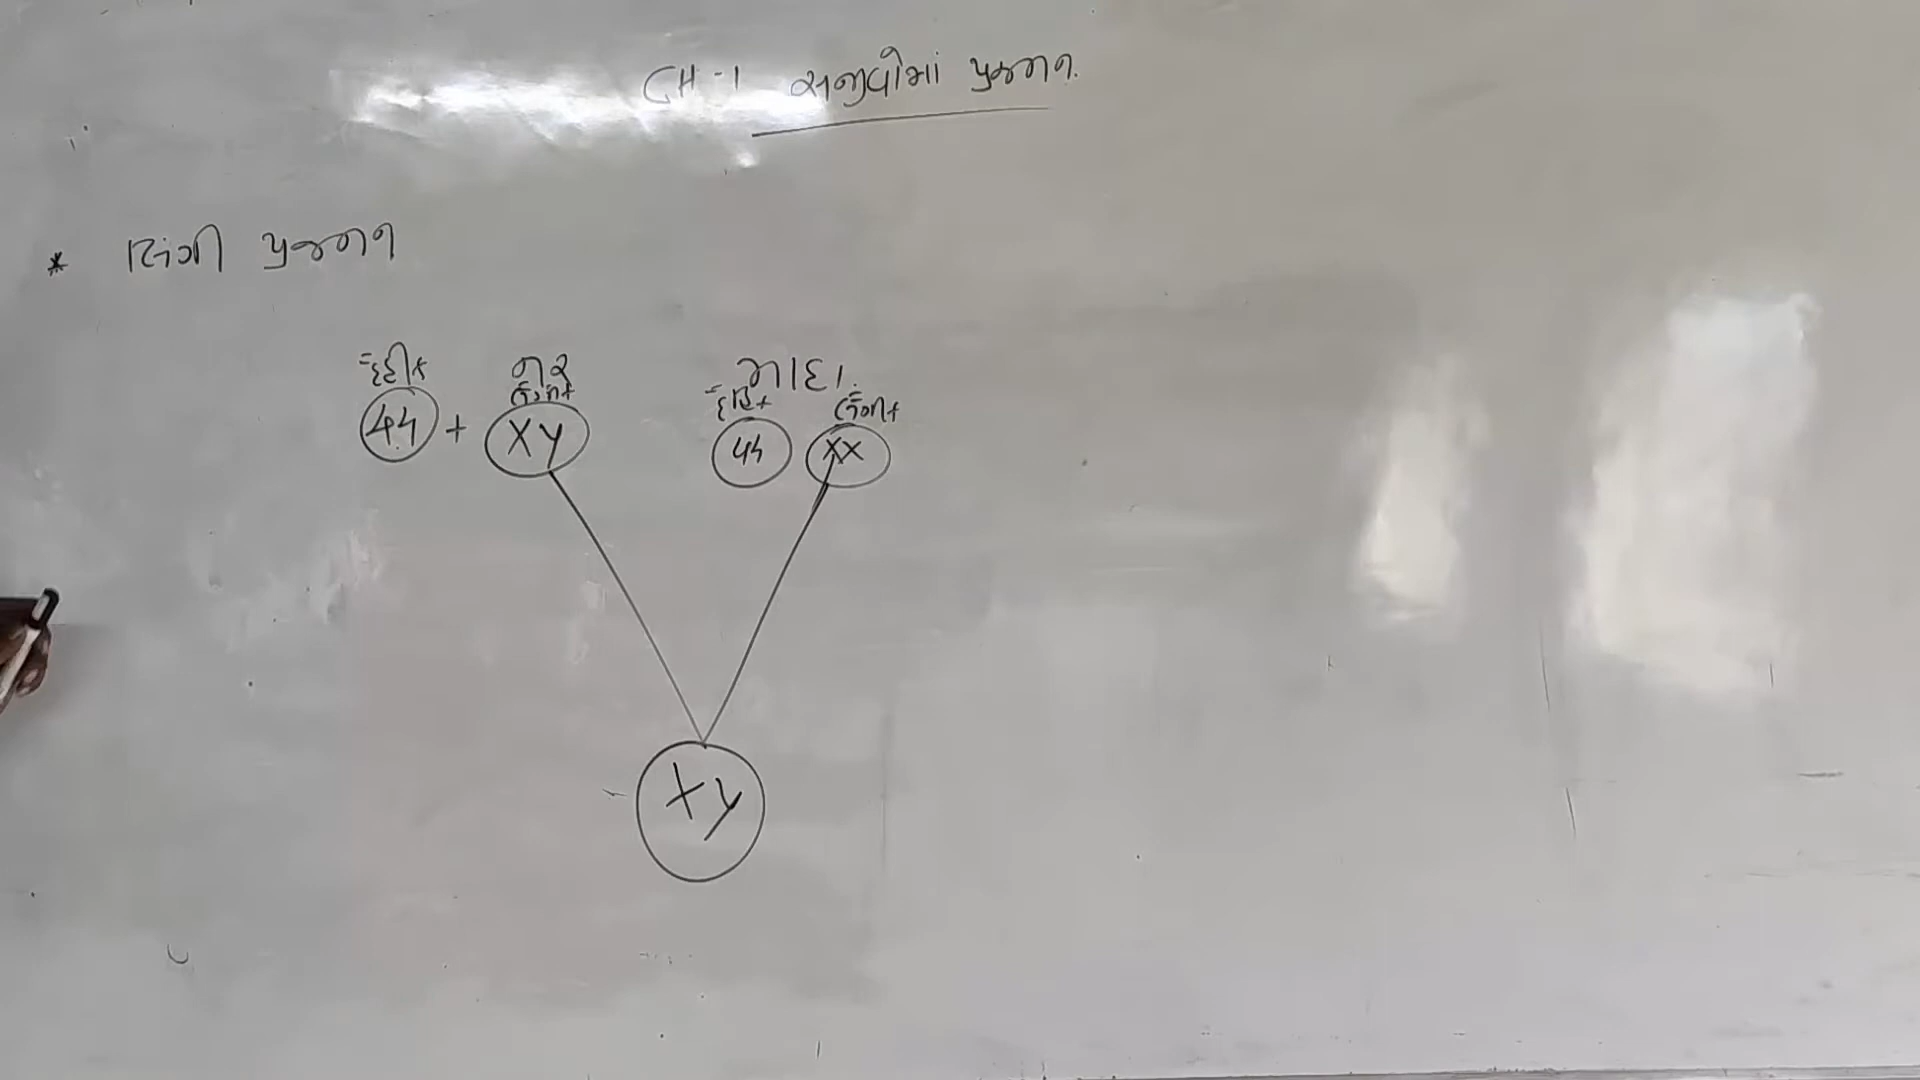 CH-1 સજીવોમાં પ્રજનન.
* લિંગી પ્રજનન
દૈહીક નર માદા.
લૈંગીક દૈહિક લૈંગીક
44 + XY 44 XX
XY